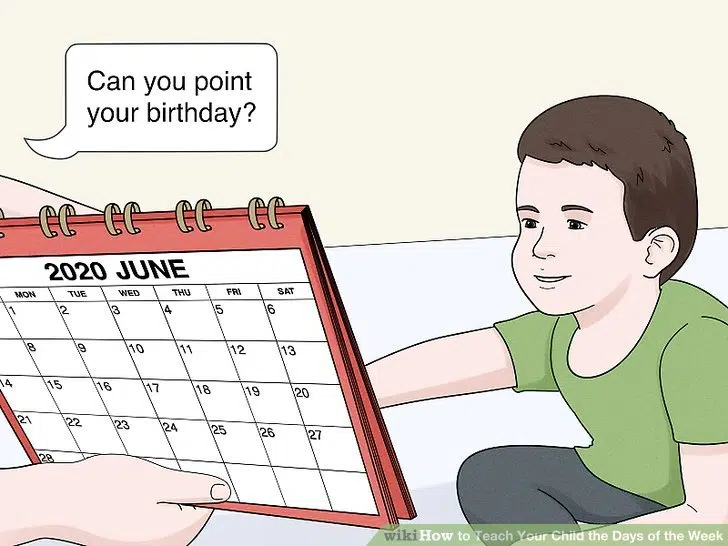 Can you point
your birthday?
2020 JUNE
MON TUE WED THU FRI SAT
1 2 3 4 5 6
8 9 10 11 12 13
14 15 16 17 18 19 20
21 22 23 24 25 26 27
28
wikiHow to Teach Your Child the Days of the Week